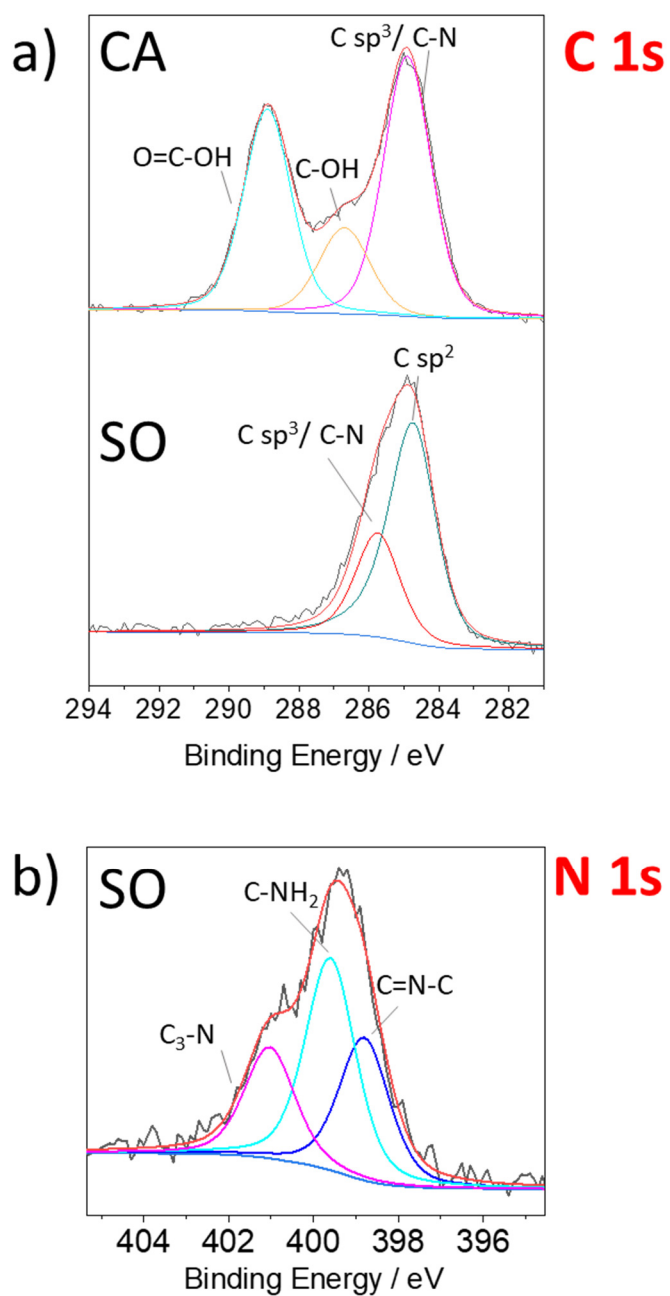 a) CA C sp³/ C-N C 1s
O=C-OH C-OH
C sp²
SO C sp³/ C-N
294 292 290 288 286 284 282
Binding Energy / eV
b) SO N 1s
C-NH₂
C=N-C
C₃-N
404 402 400 398 396
Binding Energy / eV